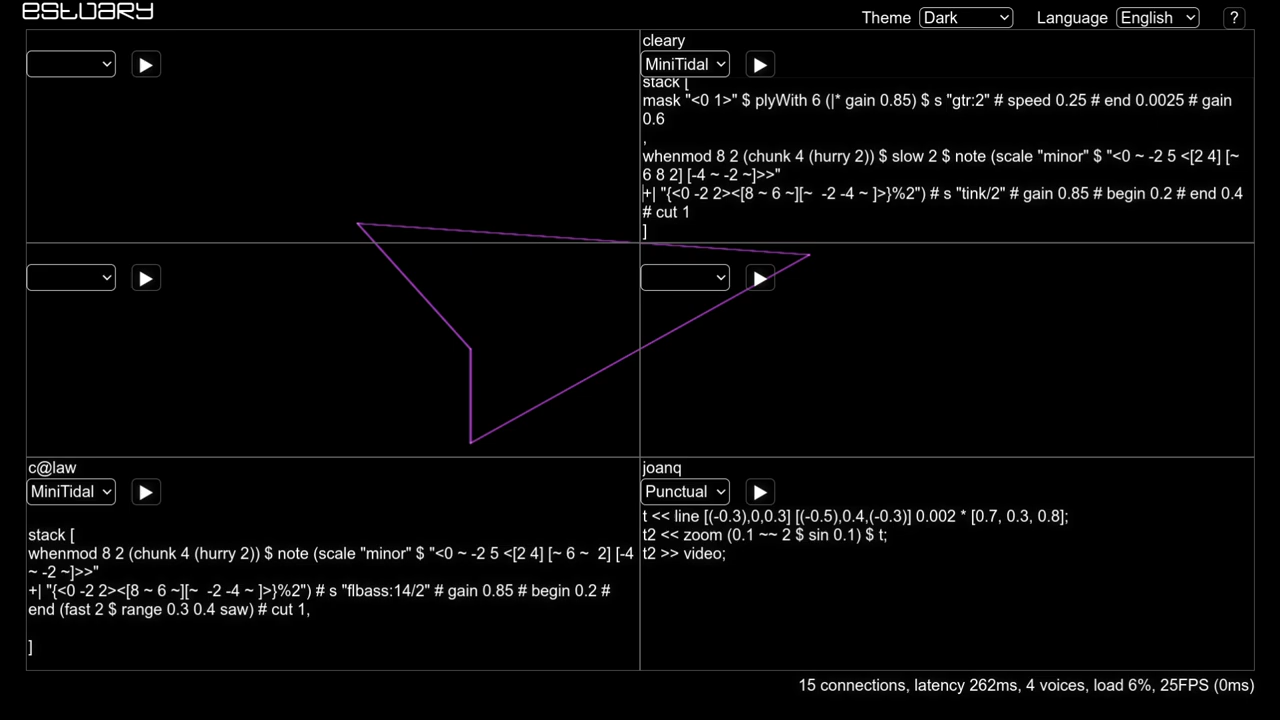 estuary
Theme Dark Language English ?
cleary
MiniTidal
stack [
mask "<0 1>" $ plyWith 6 (|* gain 0.85) $ s "gtr:2" # speed 0.25 # end 0.0025 # gain
0.6
,
whenmod 8 2 (chunk 4 (hurry 2)) $ slow 2 $ note (scale "minor" $ "<0 ~ -2 5 <[2 4] [~
6 8 2] [-4 ~ -2 ~]>>"
+| "{<0 -2 2><[8 ~ 6 ~][~  -2 -4 ~ ]>}%2") # s "tink/2" # gain 0.85 # begin 0.2 # end 0.4
# cut 1
]
c@law
MiniTidal
stack [
whenmod 8 2 (chunk 4 (hurry 2)) $ note (scale "minor" $ "<0 ~ -2 5 <[2 4] [~ 6 ~  2] [-4
~ -2 ~]>>"
+| "{<0 -2 2><[8 ~ 6 ~][~  -2 -4 ~ ]>}%2") # s "flbass:14/2" # gain 0.85 # begin 0.2 #
end (fast 2 $ range 0.3 0.4 saw) # cut 1,
]
joanq
Punctual
t << line [(-0.3),0,0.3] [(-0.5),0.4,(-0.3)] 0.002 * [0.7, 0.3, 0.8];
t2 << zoom (0.1 ~~ 2 $ sin 0.1) $ t;
t2 >> video;
15 connections, latency 262ms, 4 voices, load 6%, 25FPS (0ms)